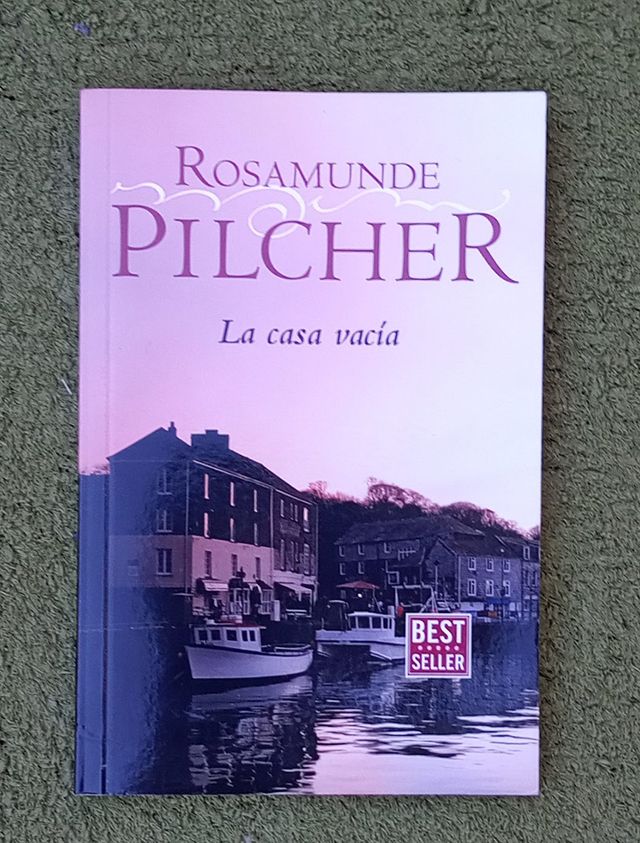 ROSAMUNDE
PILCHER
La casa vacía
BEST
SELLER